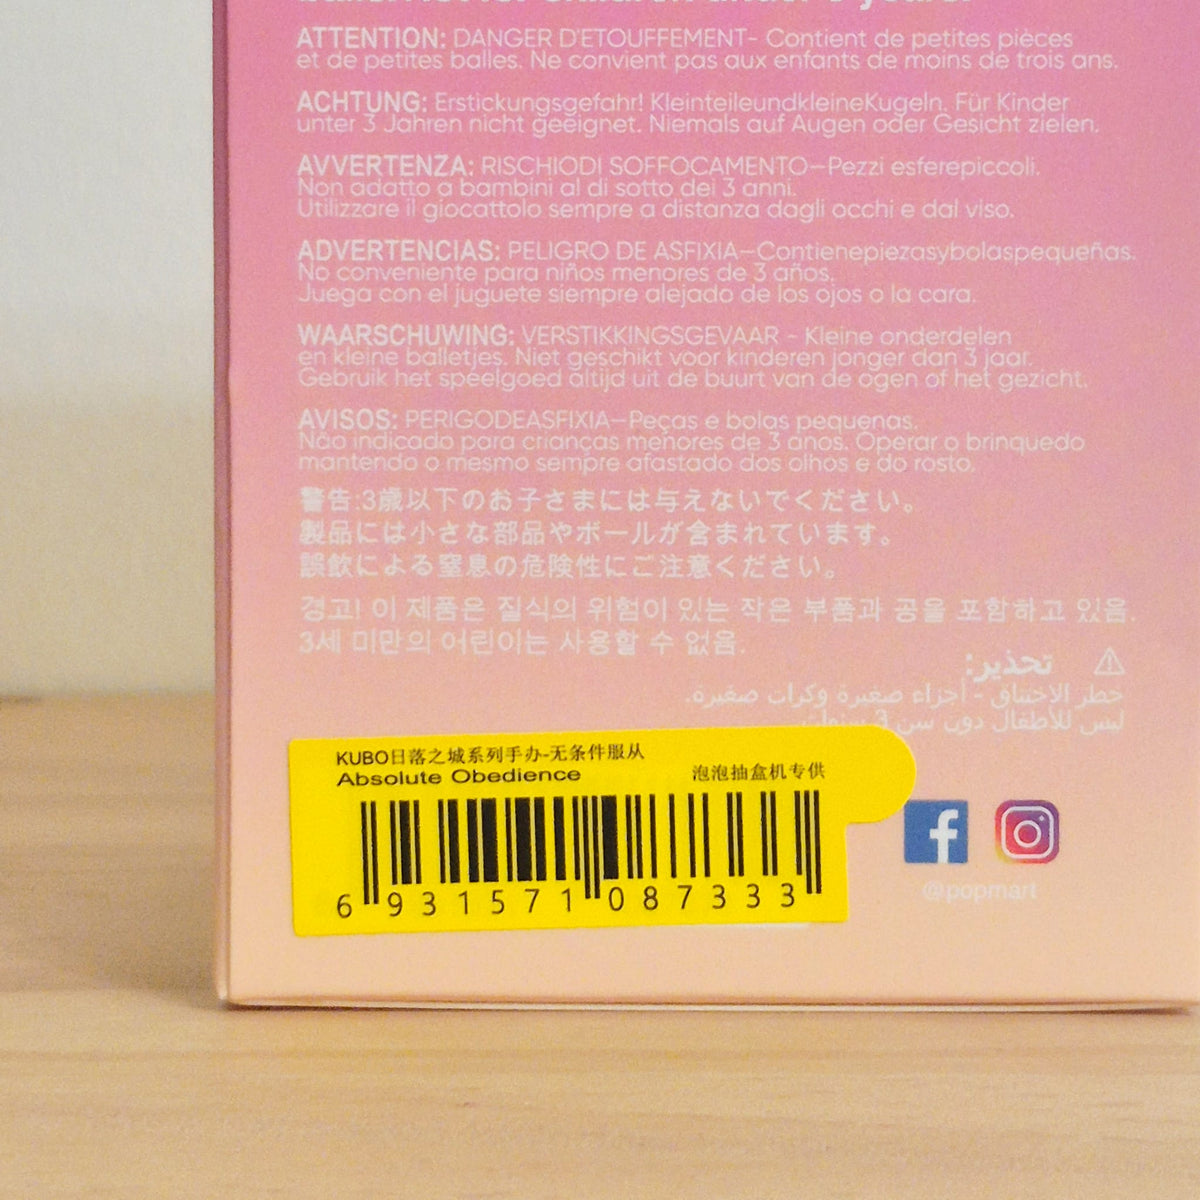 ATTENTION: DANGER D'ETOUFFEMENT- Contient de petites pièces
et de petites balles. Ne convient pas aux enfants de moins de trois ans.
ACHTUNG: Erstickungsgefahr! KleinteileundkleineKugeln. Für Kinder
unter 3 Jahren nicht geeignet. Niemals auf Augen oder Gesicht zielen.
AVVERTENZA: RISCHIODI SOFFOCAMENTO—Pezzi esferepiccoli.
Non adatto a bambini al di sotto dei 3 anni.
Utilizzare il giocattolo sempre a distanza dagli occhi e dal viso.
ADVERTENCIAS: PELIGRO DE ASFIXIA—Contienepiezasybolaspequeñas.
No conveniente para niños menores de 3 años.
Juega con el juguete siempre alejado de los ojos o la cara.
WAARSCHUWING: VERSTIKKINGSGEVAAR - Kleine onderdelen
en kleine balletjes. Niet geschikt voor kinderen jonger dan 3 jaar.
Gebruik het speelgoed altijd uit de buurt van de ogen of het gezicht.
AVISOS: PERIGODEASFIXIA—Peças e bolas pequenas.
Não indicado para crianças menores de 3 anos. Operar o brinquedo
mantendo o mesmo sempre afastado dos olhos e do rosto.
警告:3歳以下のお子さまには与えないでください。
製品には小さな部品やボールが含まれています。
誤飲による窒息の危険性にご注意ください。
경고! 이 제품은 질식의 위험이 있는 작은 부품과 공을 포함하고 있음.
3세 미만의 어린이는 사용할 수 없음.
تحذير:
خطر الاختناق - أجزاء صغيرة وكرات صغيرة.
ليس للأطفال دون سن 3 سنوات
KUBO日落之城系列手办-无条件服从
Absolute Obedience 泡泡抽盒机专供
6 931571 087333
@popmart